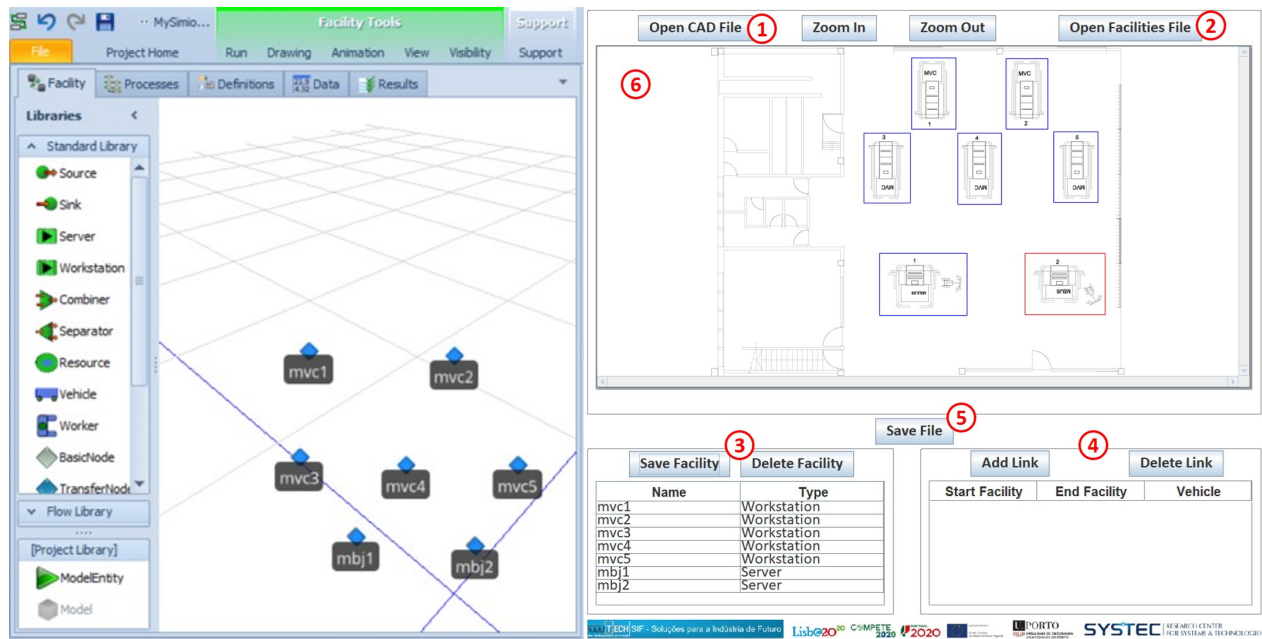 MySimio...
Facility Tools
Support
File
Project Home
Run
Drawing
Animation
View
Visibility
Support
Facility
Processes
Definitions
Data
Results
Libraries
Standard Library
Source
Sink
Server
Workstation
Combiner
Separator
Resource
Vehicle
Worker
BasicNode
TransferNode
Flow Library
[Project Library]
ModelEntity
Model
mvc1
mvc2
mvc3
mvc4
mvc5
mbj1
mbj2
Open CAD File
1
Zoom In
Zoom Out
Open Facilities File
2
6
MVC
1
MVC
2
3
MVC
4
MVC
5
MVC
1
2
5
Save File
3
Save Facility
Delete Facility
Name Type
mvc1 Workstation
mvc2 Workstation
mvc3 Workstation
mvc4 Workstation
mvc5 Workstation
mbj1 Server
mbj2 Server
4
Add Link
Delete Link
Start Facility End Facility Vehicle
TECH SIF - Soluções para a Indústria de Futuro
Lisb@20²⁰
COMPETE 2020
2020
U.PORTO
SYSTEC
RESEARCH CENTER
FOR SYSTEMS & TECHNOLOGIES